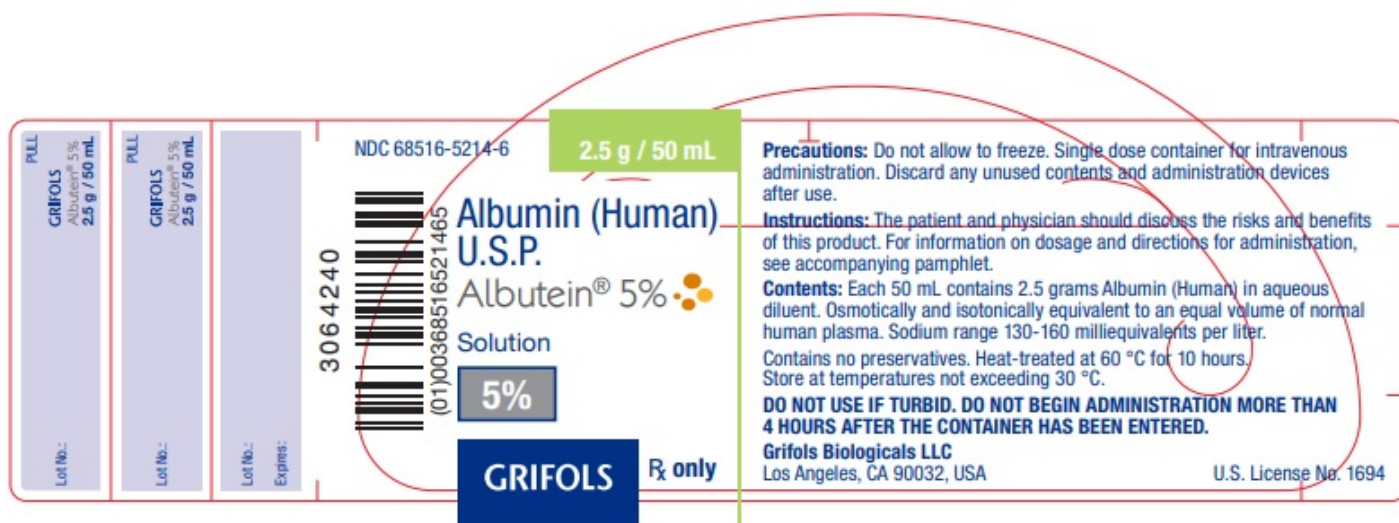 PULL
GRIFOLS
Albutein® 5%
2.5 g / 50 mL
Lot No.:
PULL
GRIFOLS
Albutein® 5%
2.5 g / 50 mL
Lot No.:
Lot No.:
Expires:
3064240
NDC 68516-5214-6
(01)00368516521465
2.5 g / 50 mL
Albumin (Human)
U.S.P.
Albutein® 5%
Solution
5%
GRIFOLS
Rx only
Precautions: Do not allow to freeze. Single dose container for intravenous
administration. Discard any unused contents and administration devices
after use.
Instructions: The patient and physician should discuss the risks and benefits
of this product. For information on dosage and directions for administration,
see accompanying pamphlet.
Contents: Each 50 mL contains 2.5 grams Albumin (Human) in aqueous
diluent. Osmotically and isotonically equivalent to an equal volume of normal
human plasma. Sodium range 130-160 milliequivalents per liter.
Contains no preservatives. Heat-treated at 60 °C for 10 hours.
Store at temperatures not exceeding 30 °C.
DO NOT USE IF TURBID. DO NOT BEGIN ADMINISTRATION MORE THAN
4 HOURS AFTER THE CONTAINER HAS BEEN ENTERED.
Grifols Biologicals LLC
Los Angeles, CA 90032, USA
U.S. License No. 1694